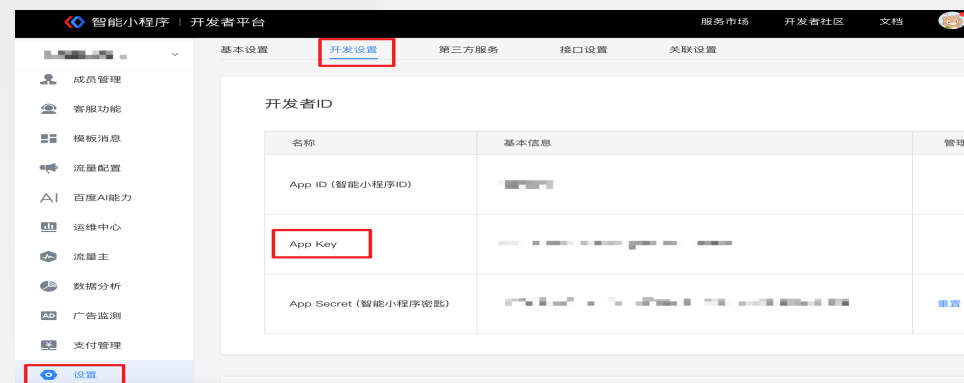 智能小程序 | 开发者平台
服务市场 开发者社区 文档
基本设置 开发设置 第三方服务 接口设置 关联设置
成员管理
客服功能
模板消息
流量配置
AI 百度AI能力
运维中心
流量主
数据分析
AD 广告监测
支付管理
设置
开发者ID
名称 基本信息 管理
App ID (智能小程序ID)
App Key
App Secret (智能小程序密匙) 重置